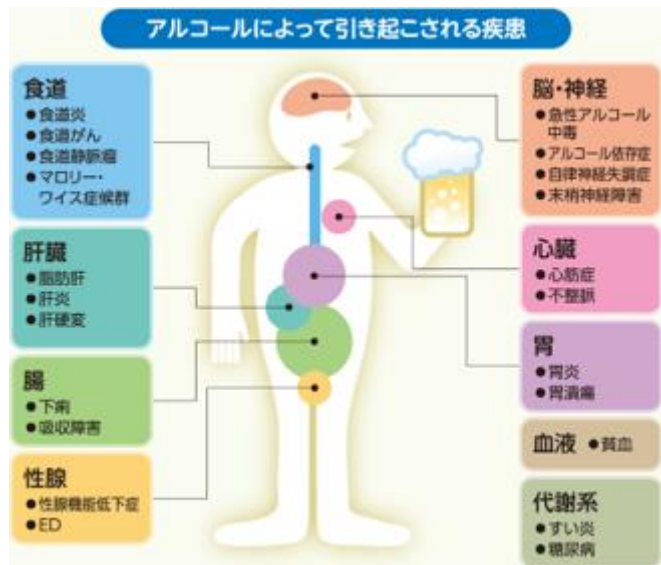 アルコールによって引き起こされる疾患
食道
●食道炎
●食道がん
●食道静脈瘤
●マロリー・
ワイス症候群
肝臓
●脂肪肝
●肝炎
●肝硬変
腸
●下痢
●吸収障害
性腺
●性腺機能低下症
●ED
脳・神経
●急性アルコール
中毒
●アルコール依存症
●自律神経失調症
●末梢神経障害
心臓
●心筋症
●不整脈
胃
●胃炎
●胃潰瘍
血液 ●貧血
代謝系
●すい炎
●糖尿病